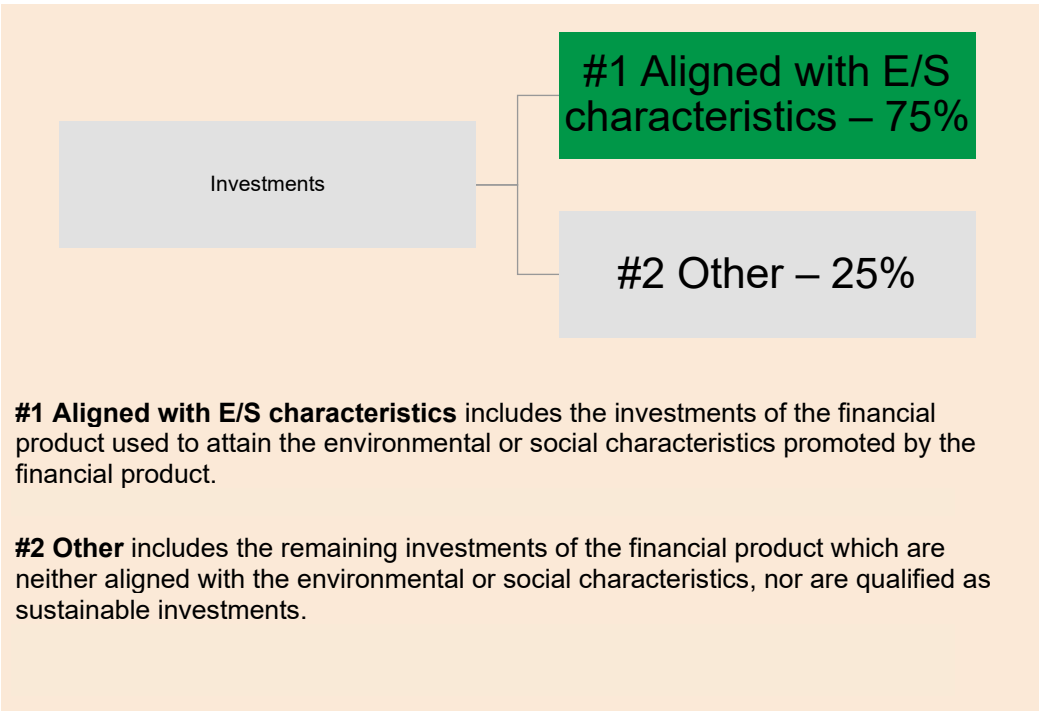 #1 Aligned with E/S
characteristics – 75%
Investments
#2 Other – 25%
#1 Aligned with E/S characteristics includes the investments of the financial
product used to attain the environmental or social characteristics promoted by the
financial product.
#2 Other includes the remaining investments of the financial product which are
neither aligned with the environmental or social characteristics, nor are qualified as
sustainable investments.